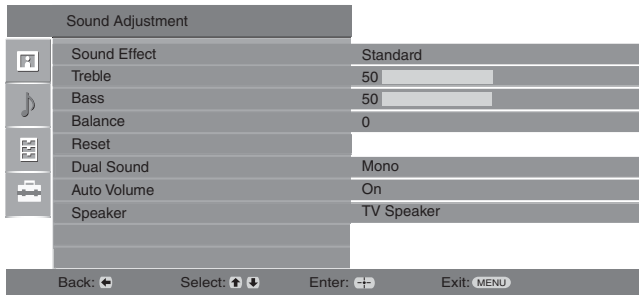 Sound Adjustment
Sound Effect Standard
Treble 50
Bass 50
Balance 0
Reset
Dual Sound Mono
Auto Volume On
Speaker TV Speaker
Back: Select: Enter: Exit: MENU